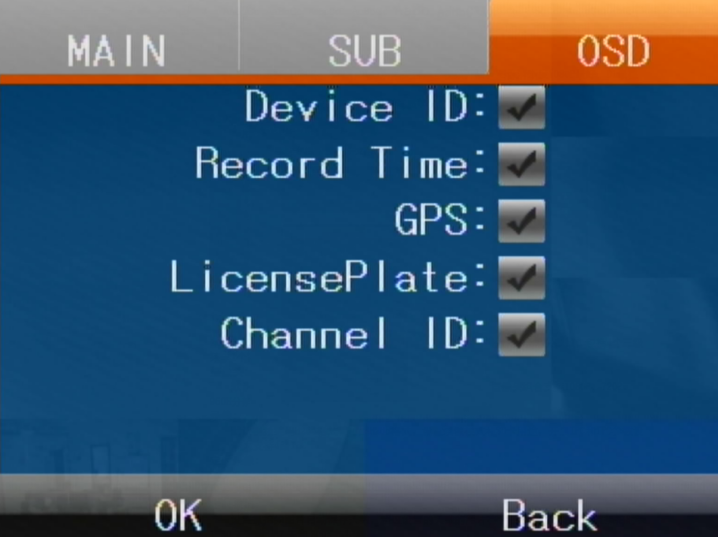 MAIN SUB OSD
Device ID:
Record Time:
GPS:
LicensePlate:
Channel ID:
OK Back